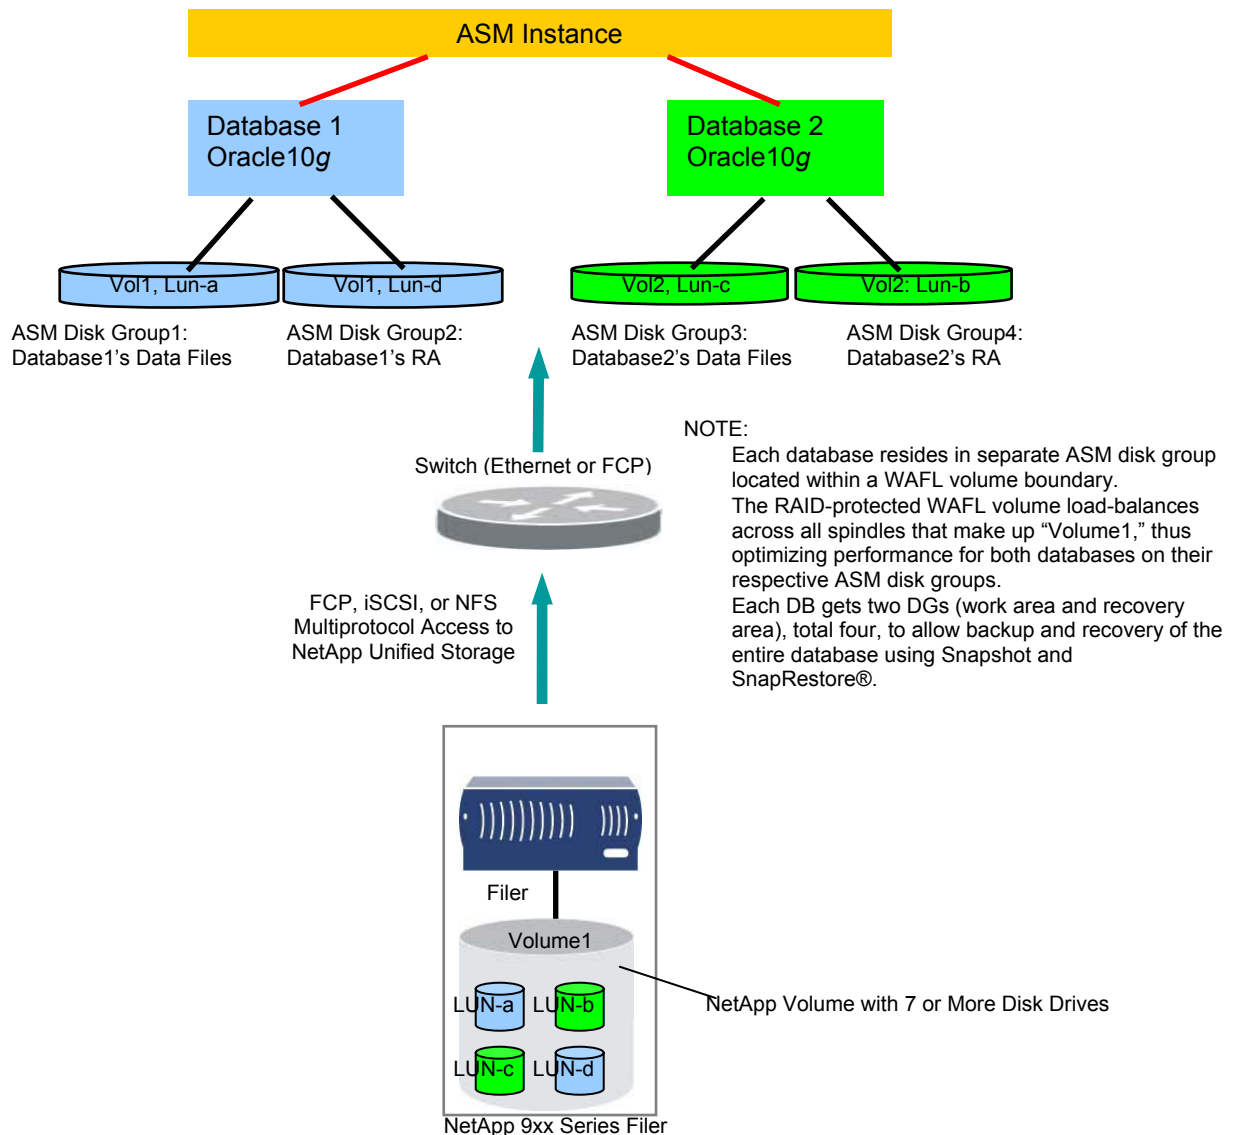 ASM Instance
Database 1
Oracle10g
Database 2
Oracle10g
Vol1, Lun-a
Vol1, Lun-d
Vol2, Lun-c
Vol2: Lun-b
ASM Disk Group1:
Database1’s Data Files
ASM Disk Group2:
Database1’s RA
ASM Disk Group3:
Database2’s Data Files
ASM Disk Group4:
Database2’s RA
Switch (Ethernet or FCP)
NOTE:
Each database resides in separate ASM disk group
located within a WAFL volume boundary.
The RAID-protected WAFL volume load-balances
across all spindles that make up “Volume1,” thus
optimizing performance for both databases on their
respective ASM disk groups.
Each DB gets two DGs (work area and recovery
area), total four, to allow backup and recovery of the
entire database using Snapshot and
SnapRestore®.
FCP, iSCSI, or NFS
Multiprotocol Access to
NetApp Unified Storage
Filer
Volume1
LUN-a
LUN-b
LUN-c
LUN-d
NetApp Volume with 7 or More Disk Drives
NetApp 9xx Series Filer